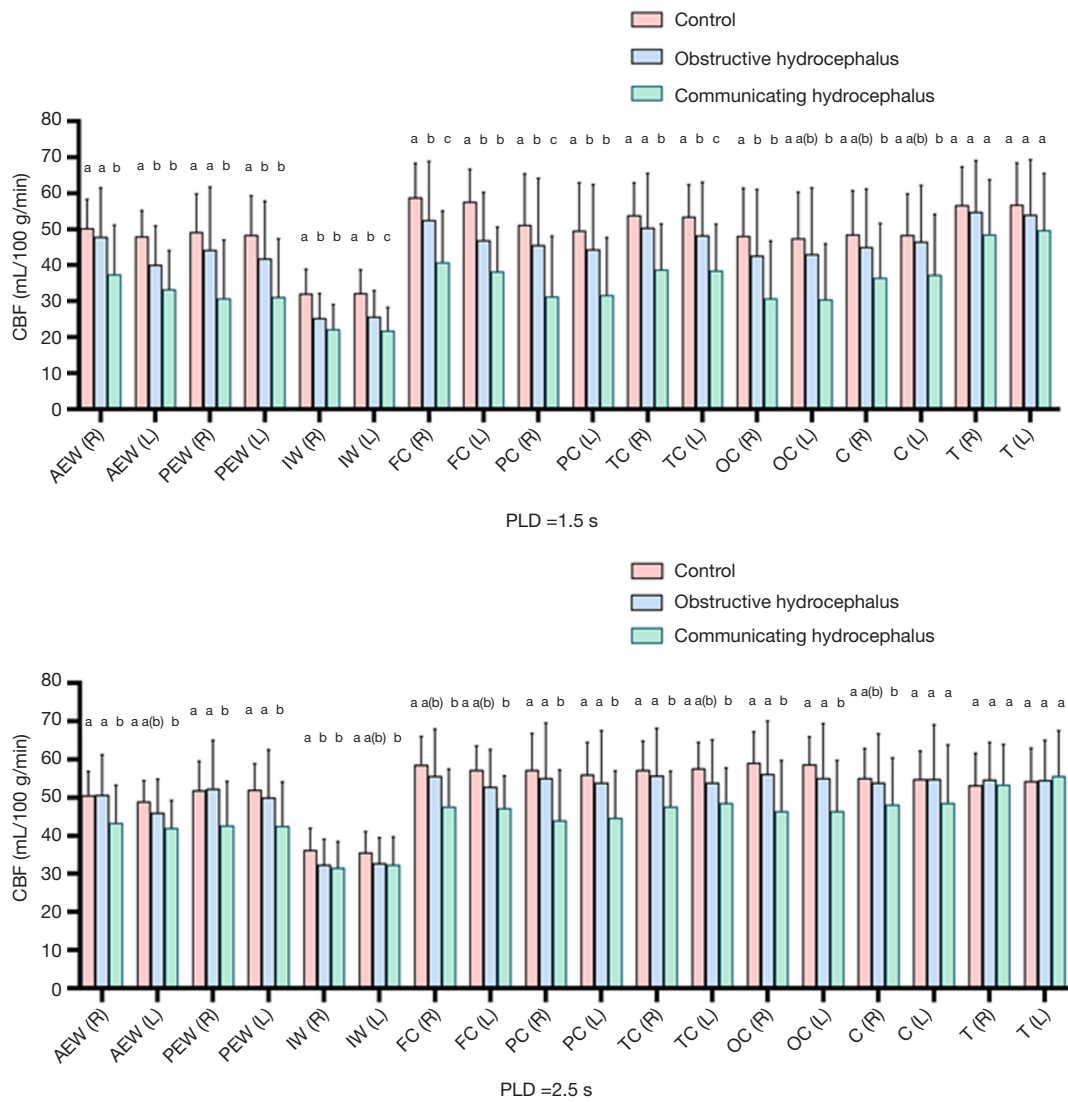 Control
Obstructive hydrocephalus
Communicating hydrocephalus
CBF (mL/100 g/min)
80
70
60
50
40
30
20
10
0
a a b
a b b
a a b
a b b
a b b
a b c
a b c
a b b
a b c
a b b
a a b
a b c
a b b
a a(b) b
a a(b) b
a a(b) b
a a a
a a a
AEW (R)
AEW (L)
PEW (R)
PEW (L)
IW (R)
IW (L)
FC (R)
FC (L)
PC (R)
PC (L)
TC (R)
TC (L)
OC (R)
OC (L)
C (R)
C (L)
T (R)
T (L)
PLD =1.5 s
Control
Obstructive hydrocephalus
Communicating hydrocephalus
CBF (mL/100 g/min)
80
70
60
50
40
30
20
10
0
a a b
a a(b) b
a a b
a a b
a b b
a a(b) b
a a(b) b
a a(b) b
a a b
a a b
a a b
a a(b) b
a a b
a a b
a a(b) b
a a a
a a a
a a a
AEW (R)
AEW (L)
PEW (R)
PEW (L)
IW (R)
IW (L)
FC (R)
FC (L)
PC (R)
PC (L)
TC (R)
TC (L)
OC (R)
OC (L)
C (R)
C (L)
T (R)
T (L)
PLD =2.5 s